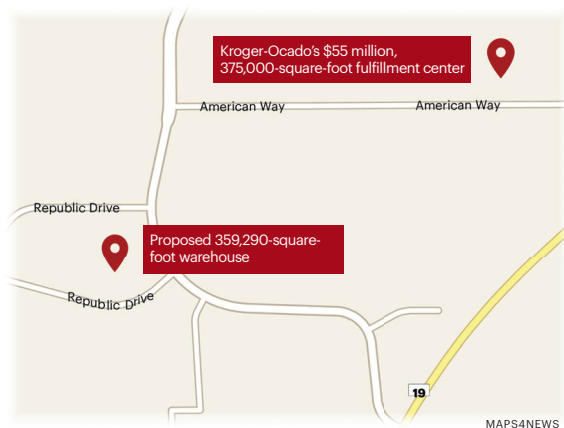 Kroger-Ocado's $55 million,
375,000-square-foot fulfillment center
American Way
American Way
Republic Drive
Proposed 359,290-square-
foot warehouse
Republic Drive
19
MAPS4NEWS